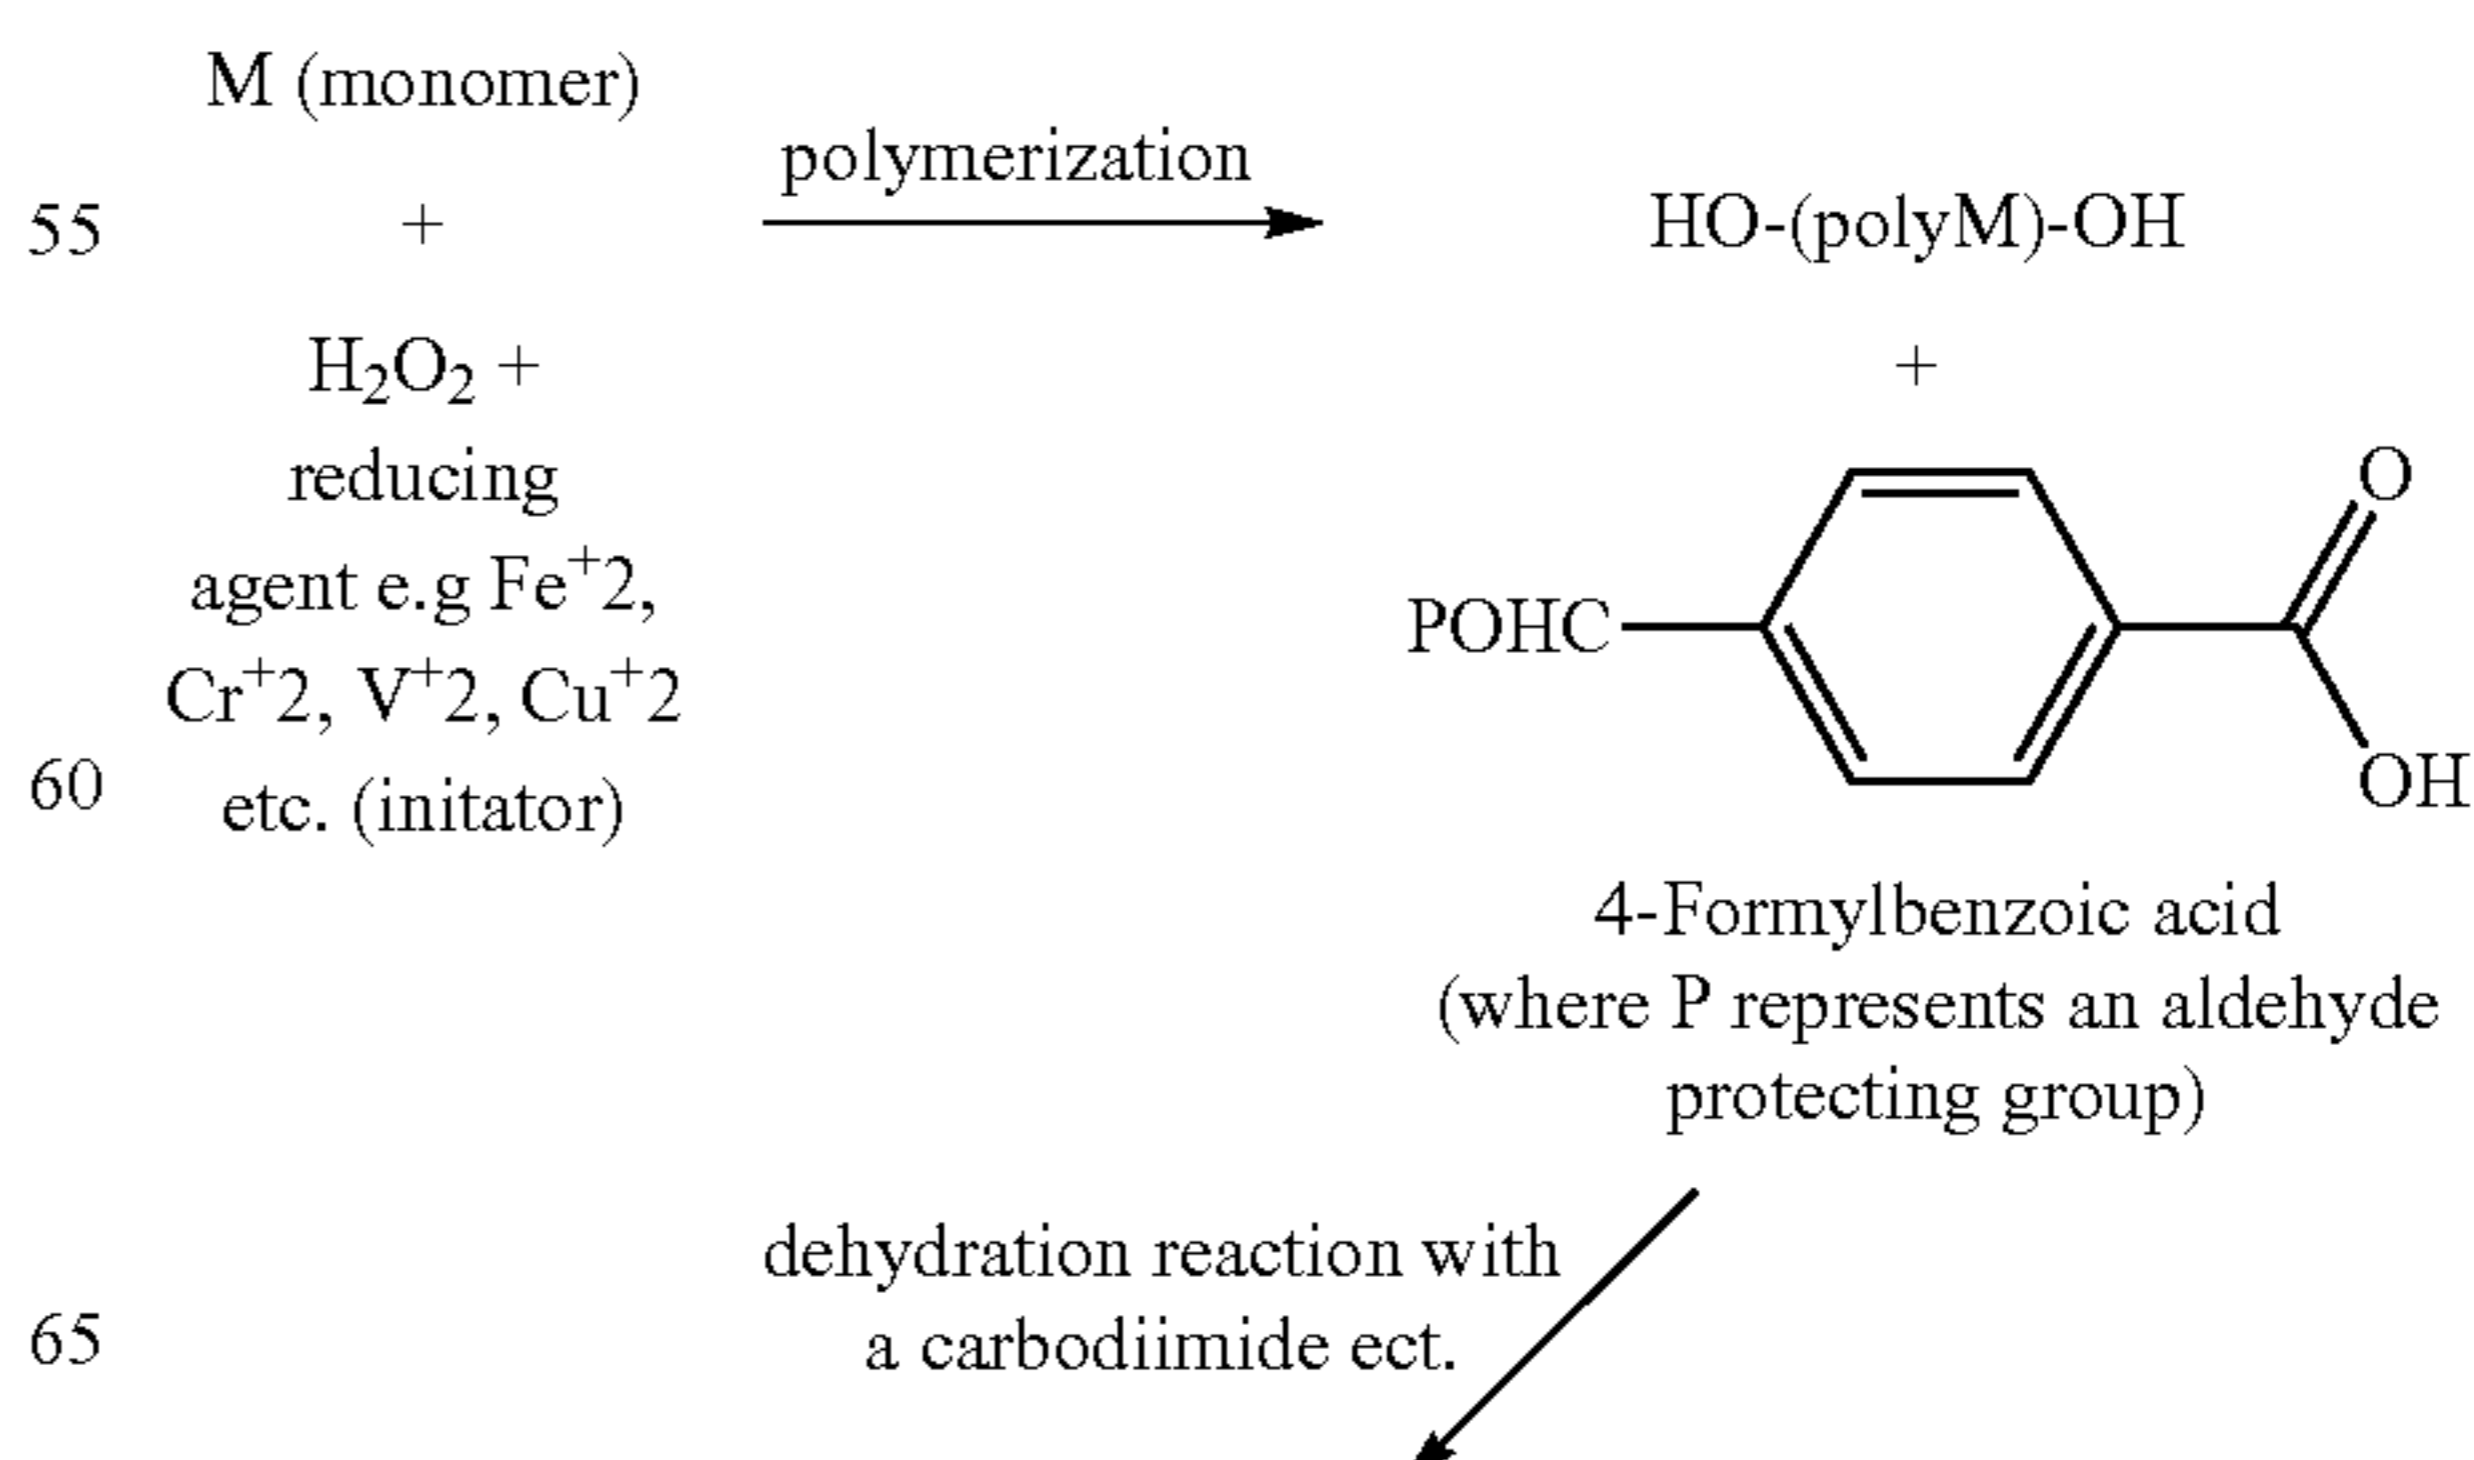 M (monomer)
polymerization
55 + HO-(polyM)-OH
H2O2 + +
reducing
agent e.g Fe+2,
Cr+2, V+2, Cu+2
60 etc. (initator)
O
POHC
OH
4-Formylbenzoic acid
(where P represents an aldehyde
protecting group)
dehydration reaction with
65 a carbodiimide ect.